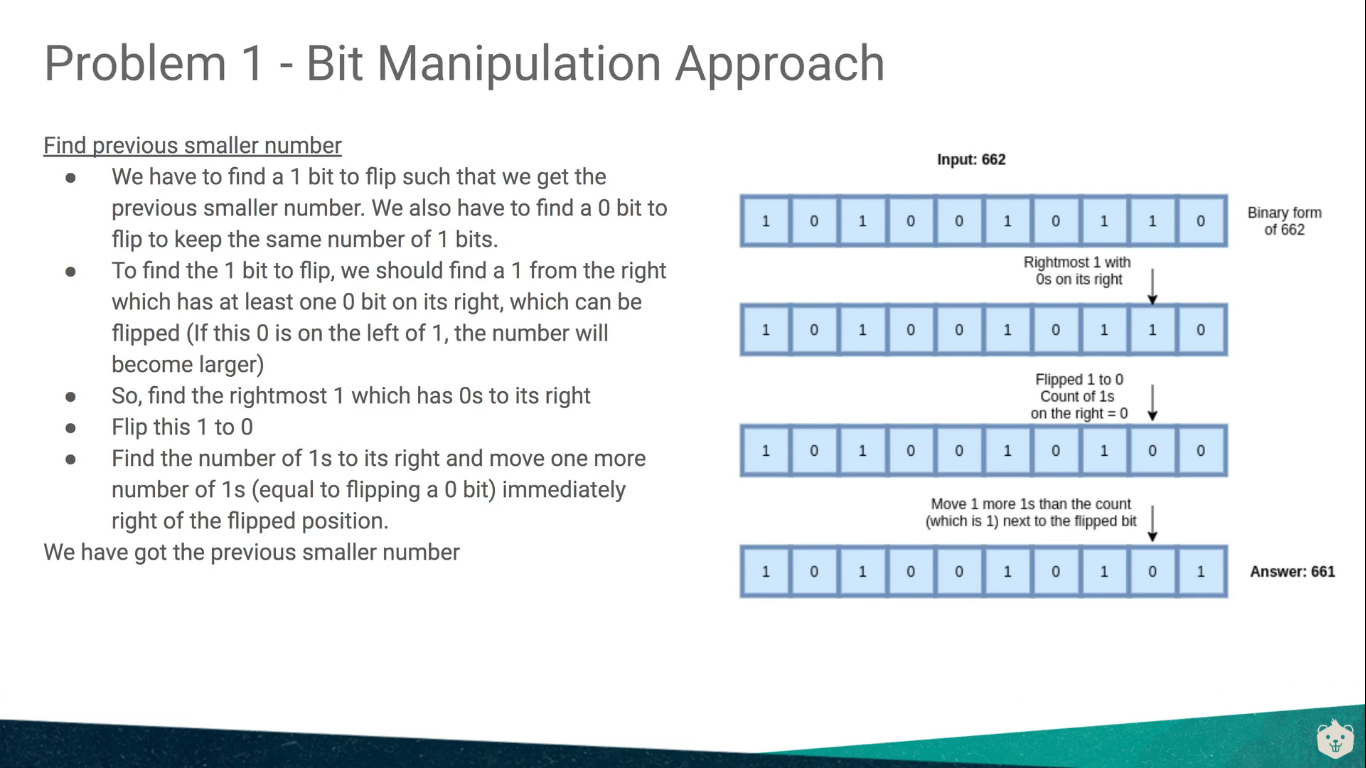 Problem 1 - Bit Manipulation Approach
Find previous smaller number
● We have to find a 1 bit to flip such that we get the
previous smaller number. We also have to find a 0 bit to
flip to keep the same number of 1 bits.
● To find the 1 bit to flip, we should find a 1 from the right
which has at least one 0 bit on its right, which can be
flipped (If this 0 is on the left of 1, the number will
become larger)
● So, find the rightmost 1 which has 0s to its right
● Flip this 1 to 0
● Find the number of 1s to its right and move one more
number of 1s (equal to flipping a 0 bit) immediately
right of the flipped position.
We have got the previous smaller number
Input: 662
1 0 1 0 0 1 0 1 1 0
Binary form
of 662
Rightmost 1 with
0s on its right
1 0 1 0 0 1 0 1 1 0
Flipped 1 to 0
Count of 1s
on the right = 0
1 0 1 0 0 1 0 1 0 0
Move 1 more 1s than the count
(which is 1) next to the flipped bit
1 0 1 0 0 1 0 1 0 1
Answer: 661